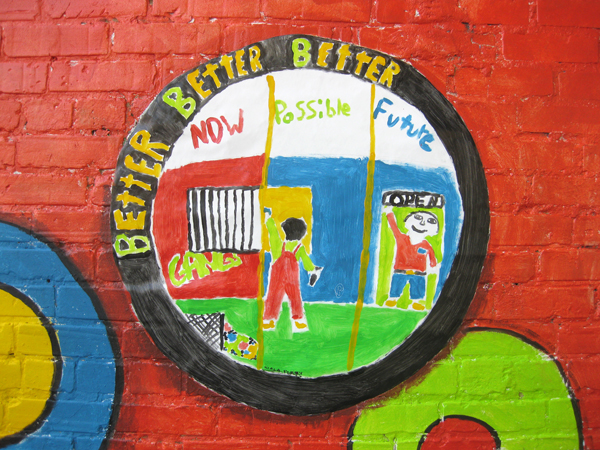 BETTER BETTER BETTER BETTER
NOW
Possible
Future
OPEN
GANG